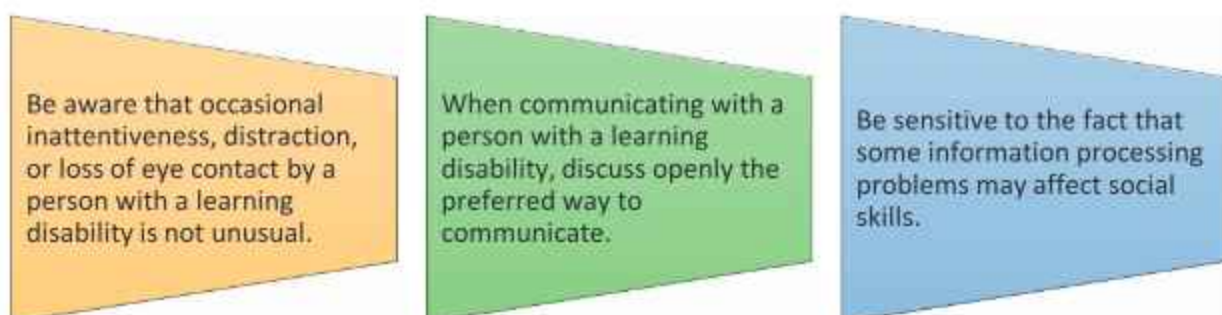 Be aware that occasional
inattentiveness, distraction,
or loss of eye contact by a
person with a learning
disability is not unusual.
When communicating with a
person with a learning
disability, discuss openly the
preferred way to
communicate.
Be sensitive to the fact that
some information processing
problems may affect social
skills.